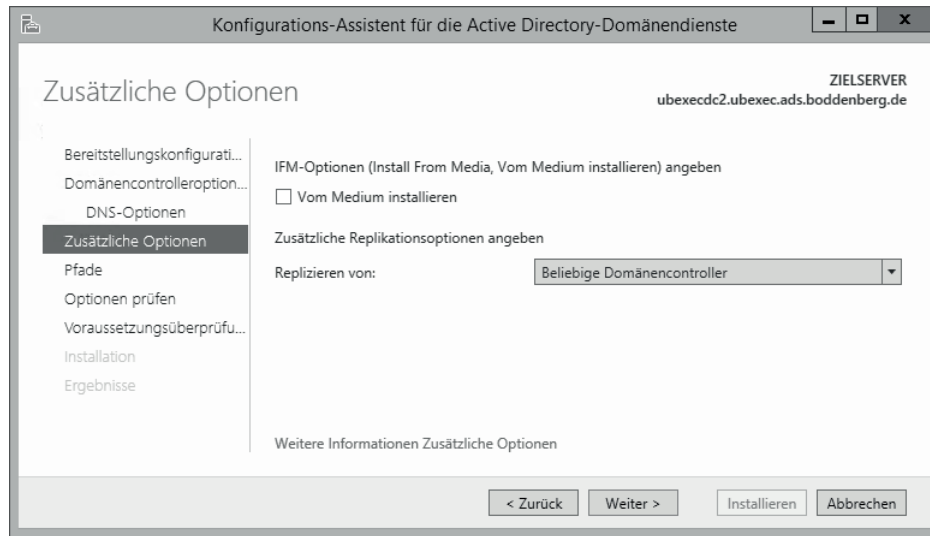 Konfigurations-Assistent für die Active Directory-Domänendienste
Zusätzliche Optionen
ZIELSERVER
ubexecdc2.ubexec.ads.boddenberg.de
Bereitstellungskonfigurati...
Domänencontrolleroption...
DNS-Optionen
Zusätzliche Optionen
Pfade
Optionen prüfen
Voraussetzungsüberprüfu...
Installation
Ergebnisse
IFM-Optionen (Install From Media, Vom Medium installieren) angeben
Vom Medium installieren
Zusätzliche Replikationsoptionen angeben
Replizieren von:
Beliebige Domänencontroller
Weitere Informationen Zusätzliche Optionen
< Zurück
Weiter >
Installieren
Abbrechen